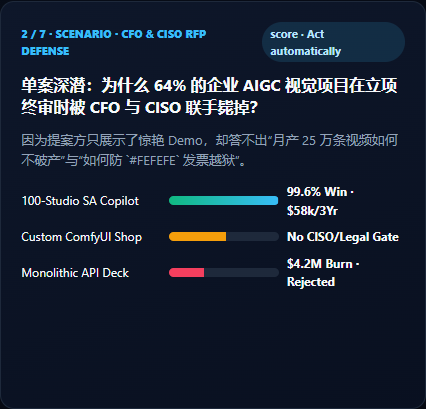 2 / 7 · SCENARIO · CFO & CISO RFP
DEFENSE
score · Act
automatically
单案深潜：为什么 64% 的企业 AIGC 视觉项目在立项
终审时被 CFO 与 CISO 联手毙掉？
因为提案方只展示了惊艳 Demo，却答不出“月产 25 万条视频如何
不破产”与“如何防 `#FEFEFE` 发票越狱”。
100-Studio SA Copilot
99.6% Win ·
$58k/3Yr
Custom ComfyUI Shop
No CISO/Legal Gate
Monolithic API Deck
$4.2M Burn ·
Rejected